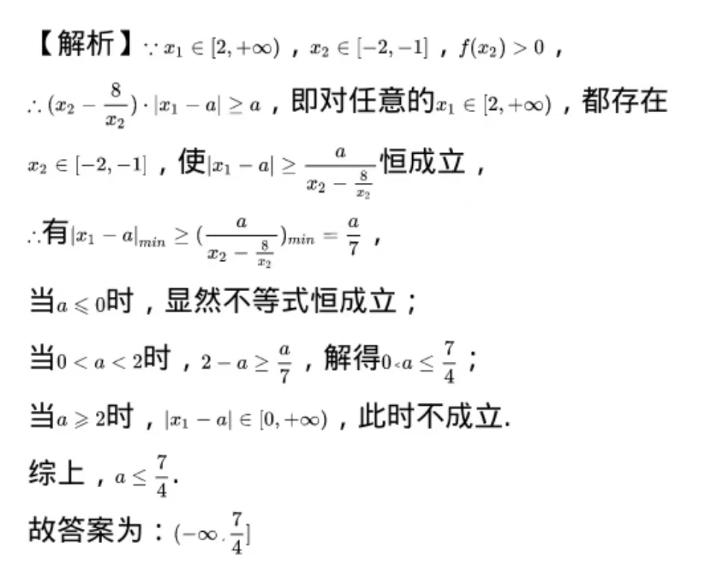 【解析】∵x₁∈[2,+∞)，x₂∈[−2,−1]，f(x₂)>0，
∴(x₂−8/x₂)·|x₁−a|≥a，即对任意的x₁∈[2,+∞)，都存在
x₂∈[−2,−1]，使|x₁−a|≥a/(x₂−8/x₂)恒成立，
∴有|x₁−a|min≥(a/(x₂−8/x₂))min=a/7，
当a⩽0时，显然不等式恒成立；
当0<a<2时，2−a≥a/7，解得0<a≤7/4；
当a⩾2时，|x₁−a|∈[0,+∞)，此时不成立.
综上，a≤7/4.
故答案为：(−∞,7/4]